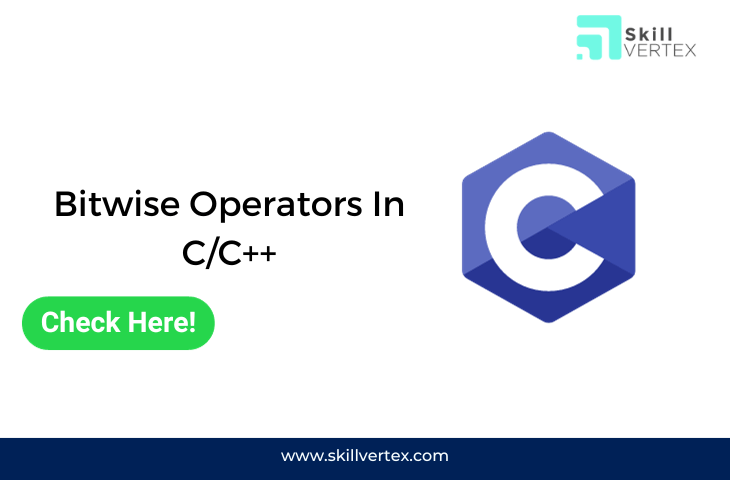 Skill
VERTEX
Bitwise Operators In
C/C++
Check Here!
www.skillvertex.com